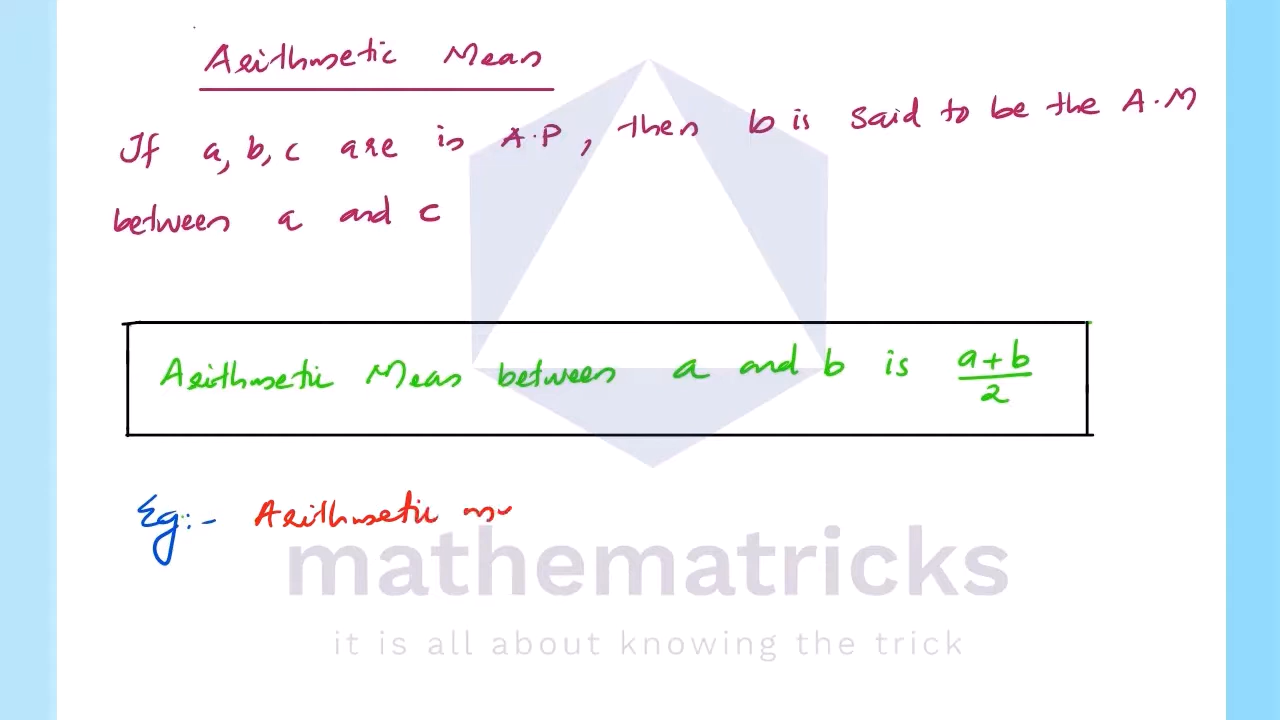 Arithmetic Mean
If a, b, c are in A.P, then b is said to be the A.M
between a and c
Arithmetic Mean between a and b is a+b/2
Eg:- Arithmetic
mathematricks
it is all about knowing the trick